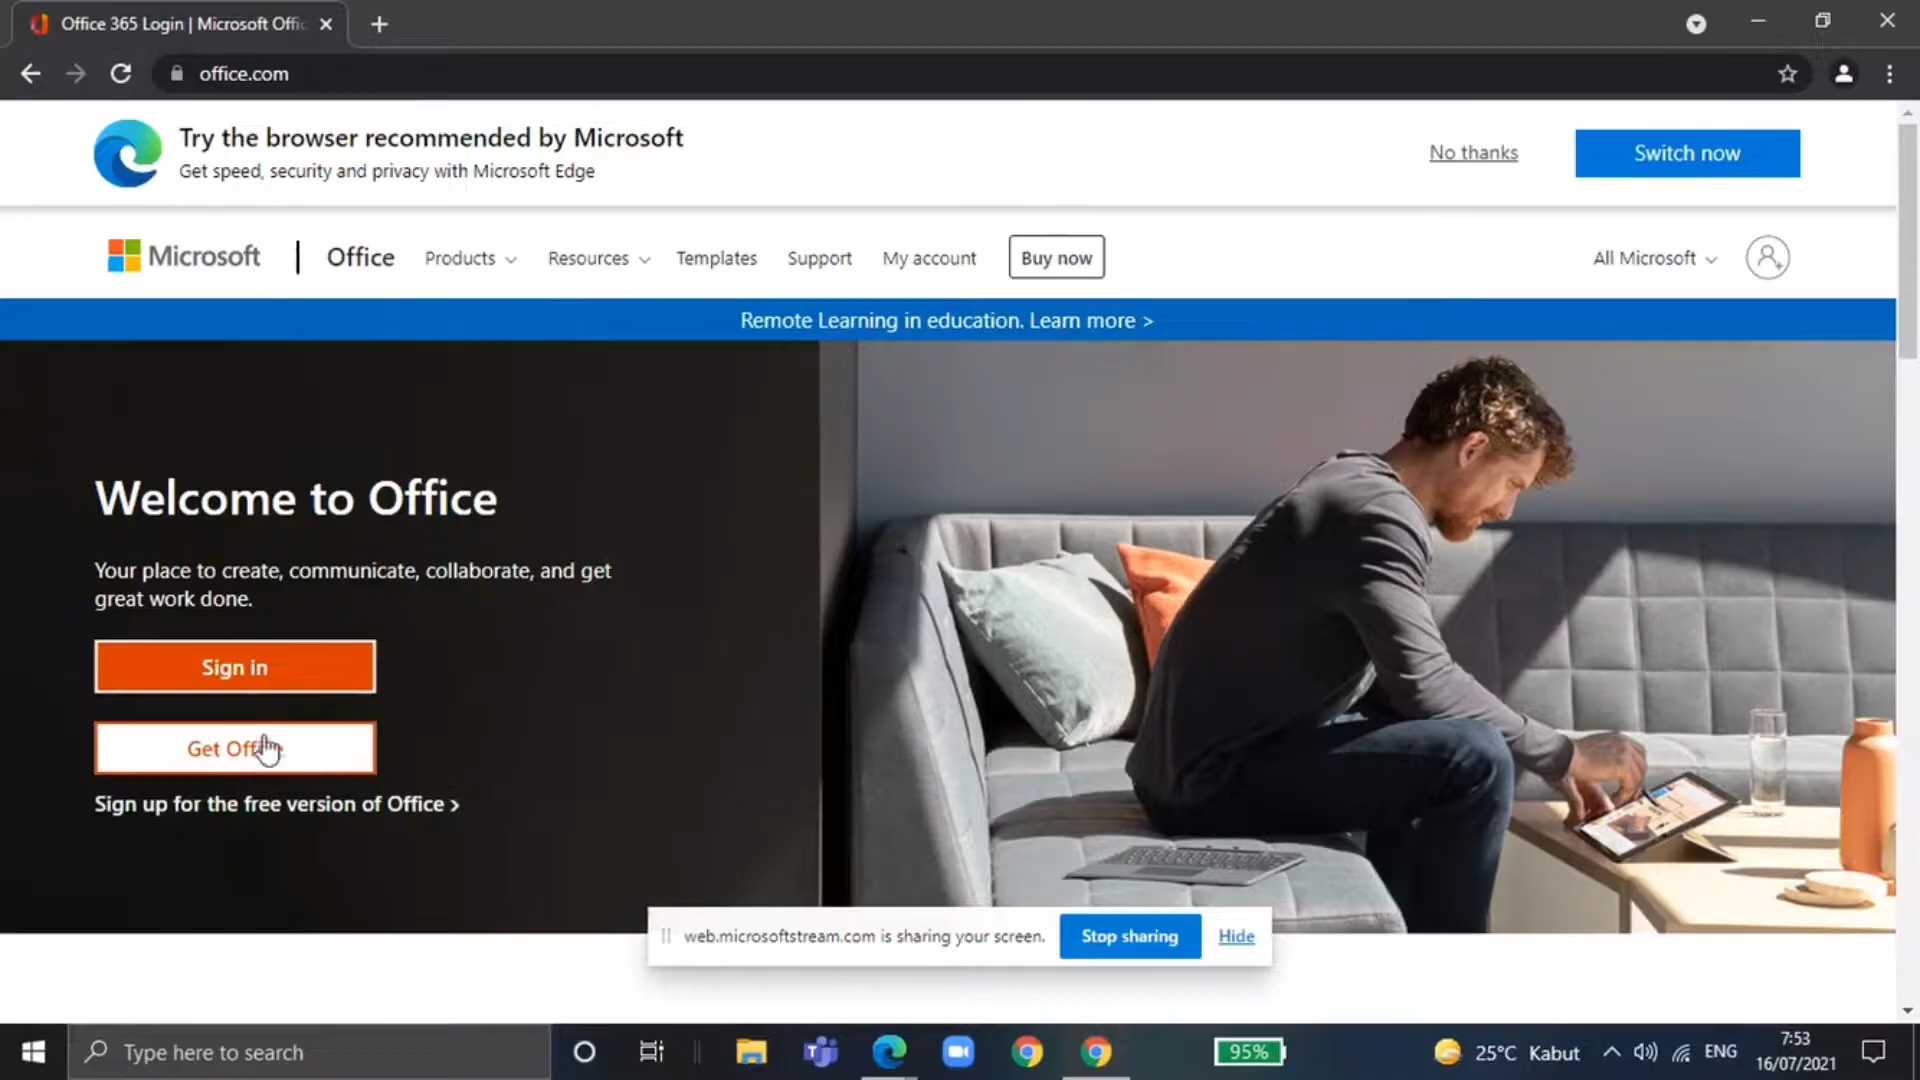 Office 365 Login | Microsoft Offic
office.com
Try the browser recommended by Microsoft
Get speed, security and privacy with Microsoft Edge
No thanks
Switch now
Microsoft
Office
Products
Resources
Templates
Support
My account
Buy now
All Microsoft
Remote Learning in education. Learn more >
Welcome to Office
Your place to create, communicate, collaborate, and get
great work done.
Sign in
Get
Sign up for the free version of Office >
web.microsoftstream.com is sharing your screen.
Stop sharing
Hide
Type here to search
95%
25°C Kabut
ENG
7:53
16/07/2021